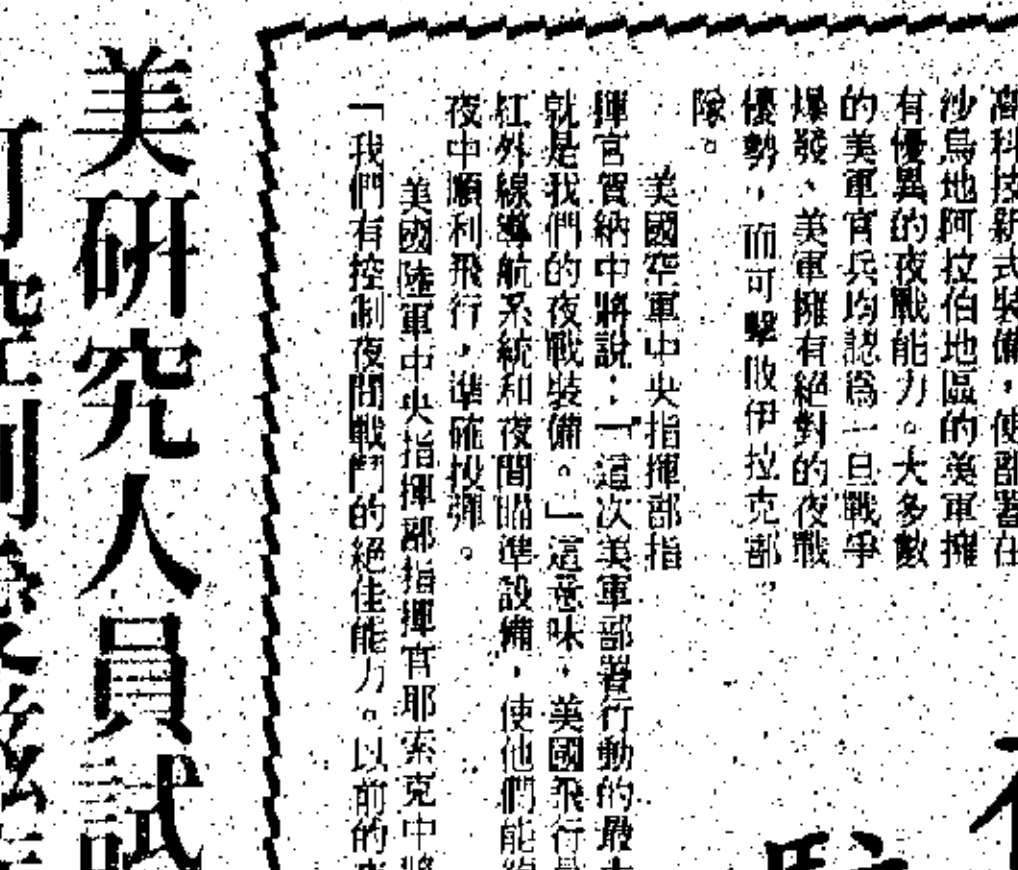 高科技新式裝備，使部署在
沙烏地阿拉伯地區的美軍擁
有優異的夜戰能力。大多數
的美軍官兵均認爲一旦戰爭
爆發、美軍擁有絕對的夜戰
優勢，而可擊敗伊拉克部
隊。
美國空軍中央指揮部指
揮官賀納中將說：「這次美軍部署行動的最大
就是我們的夜戰裝備。」這意味，美國飛行員
紅外線導航系統和夜間瞄準設備，使他們能夠
夜中順利飛行，準確投彈。
美國陸軍中央指揮部指揮官耶索克中將
「我們有控制夜間戰鬥的絕佳能力。以前的夜
美研究人員試